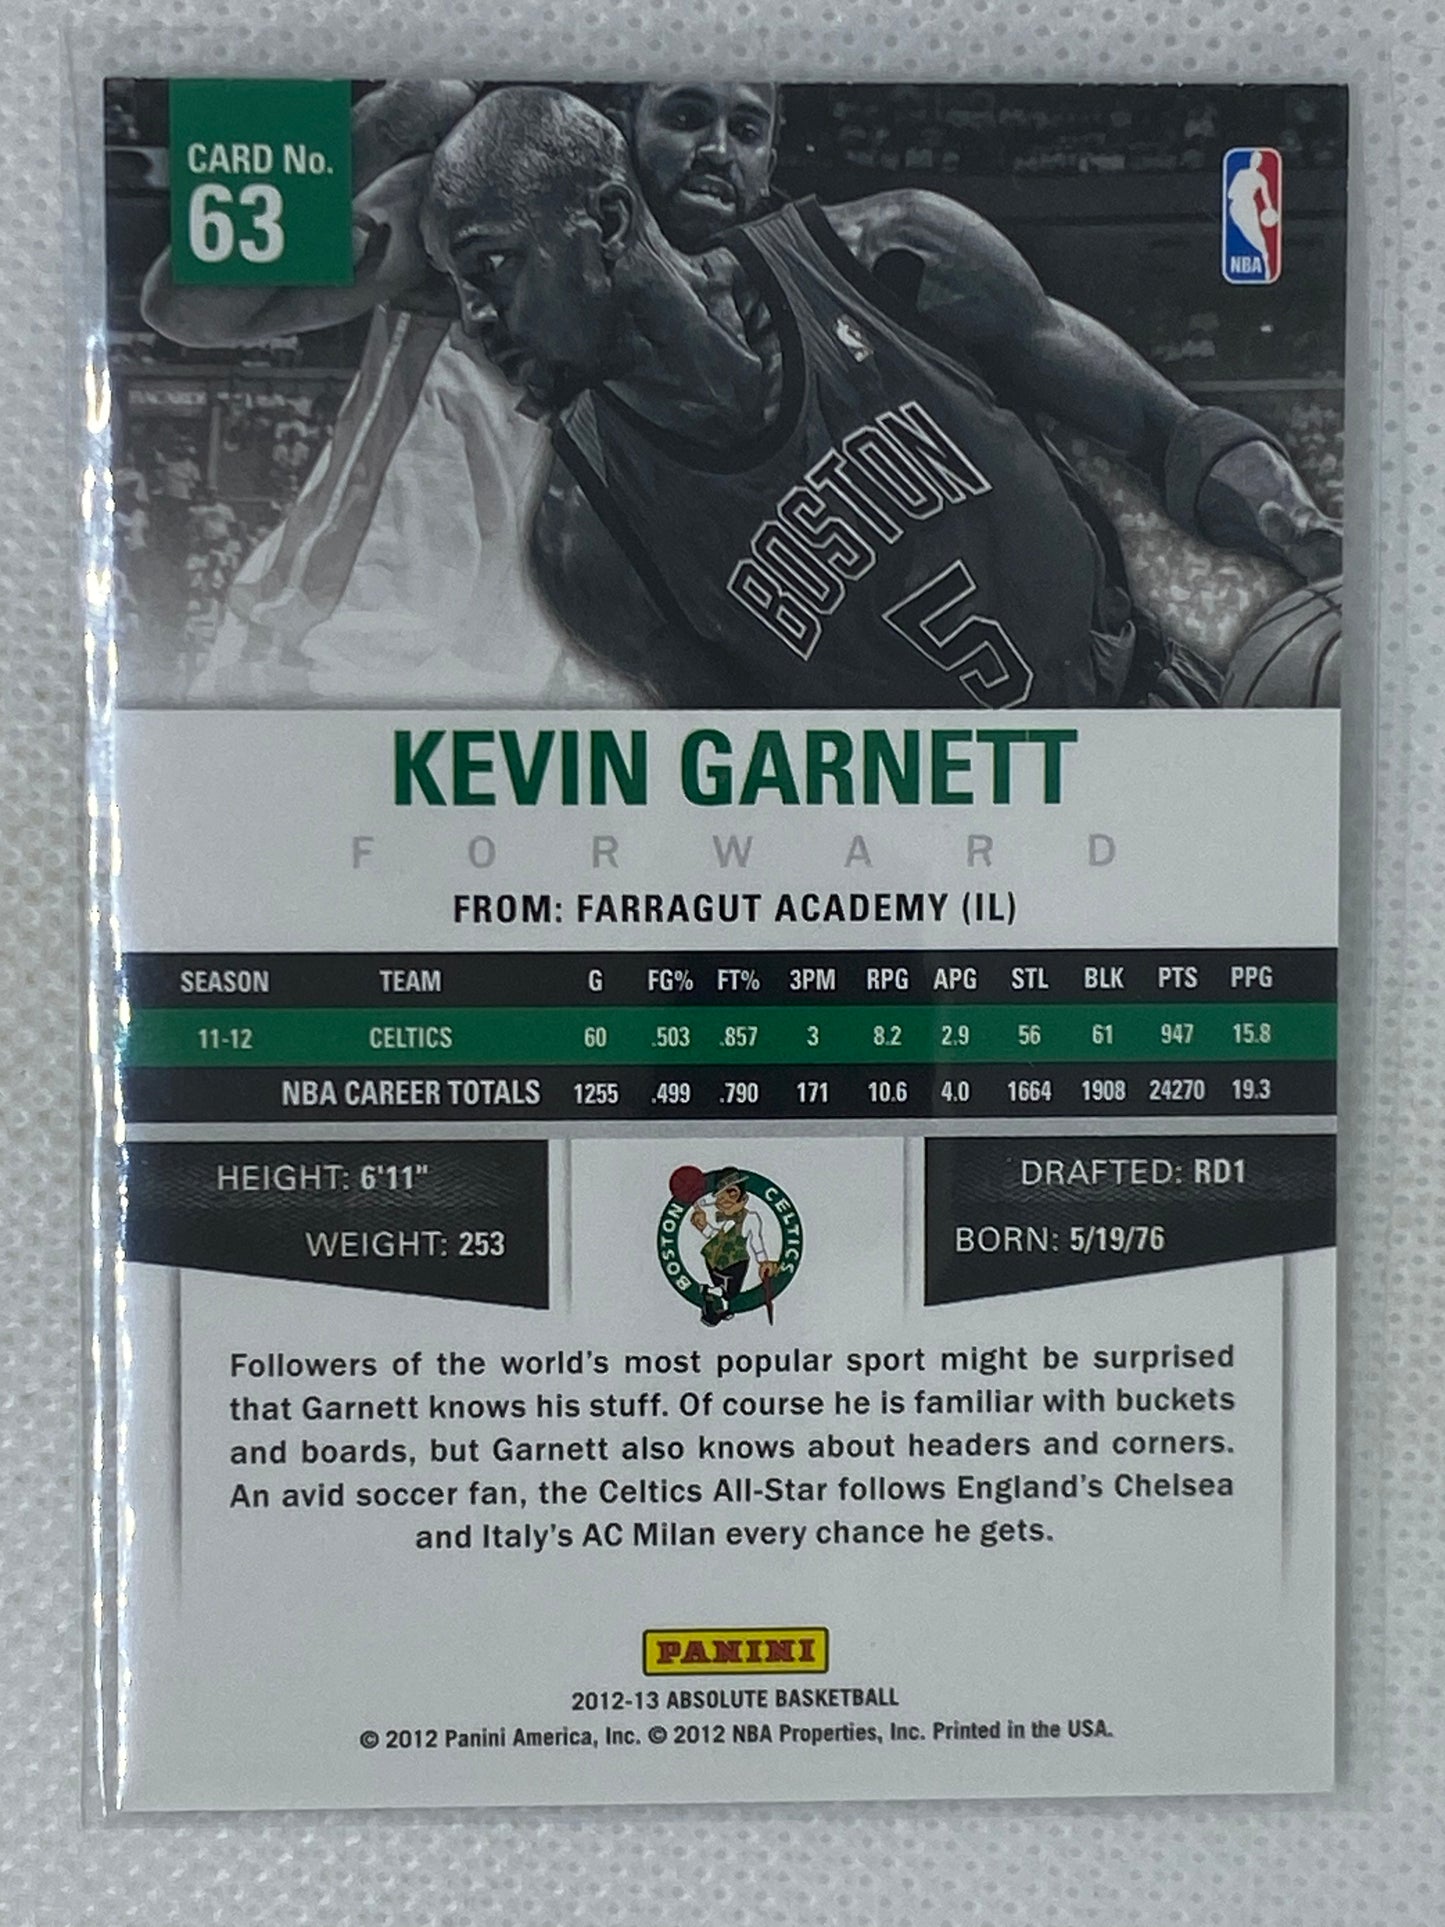 CARD No.
63
NBA
BOSTON
5
KEVIN GARNETT
FORWARD
FROM: FARRAGUT ACADEMY (IL)
SEASON TEAM G FG% FT% 3PM RPG APG STL BLK PTS PPG
11-12 CELTICS 60 .503 .857 3 8.2 2.9 56 61 947 15.8
NBA CAREER TOTALS 1255 .499 .790 171 10.6 4.0 1664 1908 24270 19.3
HEIGHT: 6'11"
WEIGHT: 253
BOSTON CELTICS
DRAFTED: RD1
BORN: 5/19/76
Followers of the world's most popular sport might be surprised
that Garnett knows his stuff. Of course he is familiar with buckets
and boards, but Garnett also knows about headers and corners.
An avid soccer fan, the Celtics All-Star follows England's Chelsea
and Italy's AC Milan every chance he gets.
PANINI
2012-13 ABSOLUTE BASKETBALL
© 2012 Panini America, Inc. © 2012 NBA Properties, Inc. Printed in the USA.